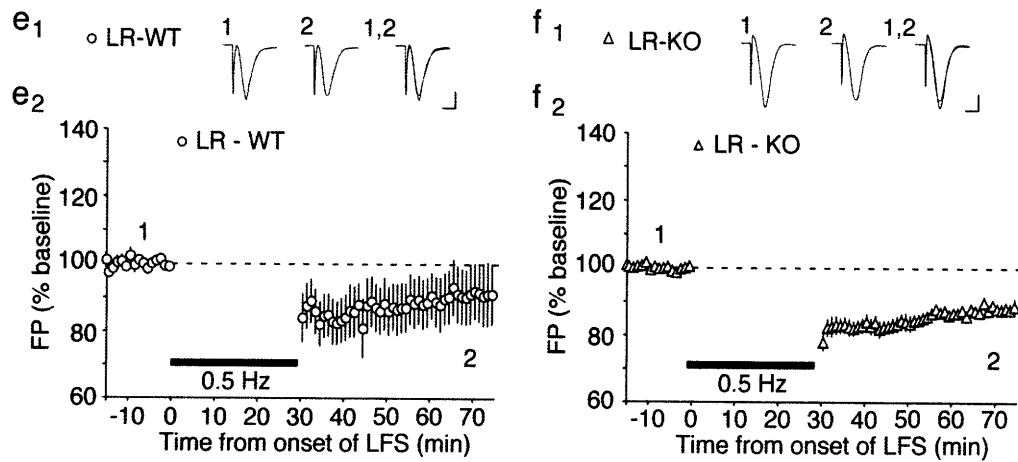 e1
LR-WT
1
2
1,2
e2
LR - WT
140
120
100
80
60
FP (% baseline)
1
2
0.5 Hz
-10 0 10 20 30 40 50 60 70
Time from onset of LFS (min)
f1
LR-KO
1
2
1,2
f2
LR - KO
140
120
100
80
60
FP (% baseline)
1
2
0.5 Hz
-10 0 10 20 30 40 50 60 70
Time from onset of LFS (min)